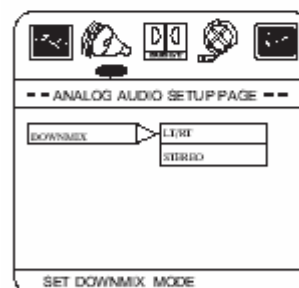 -- ANALOG AUDIO SETUP PAGE --
DOWNMIX
LT/RT
STEREO
SET DOWNMIX MODE